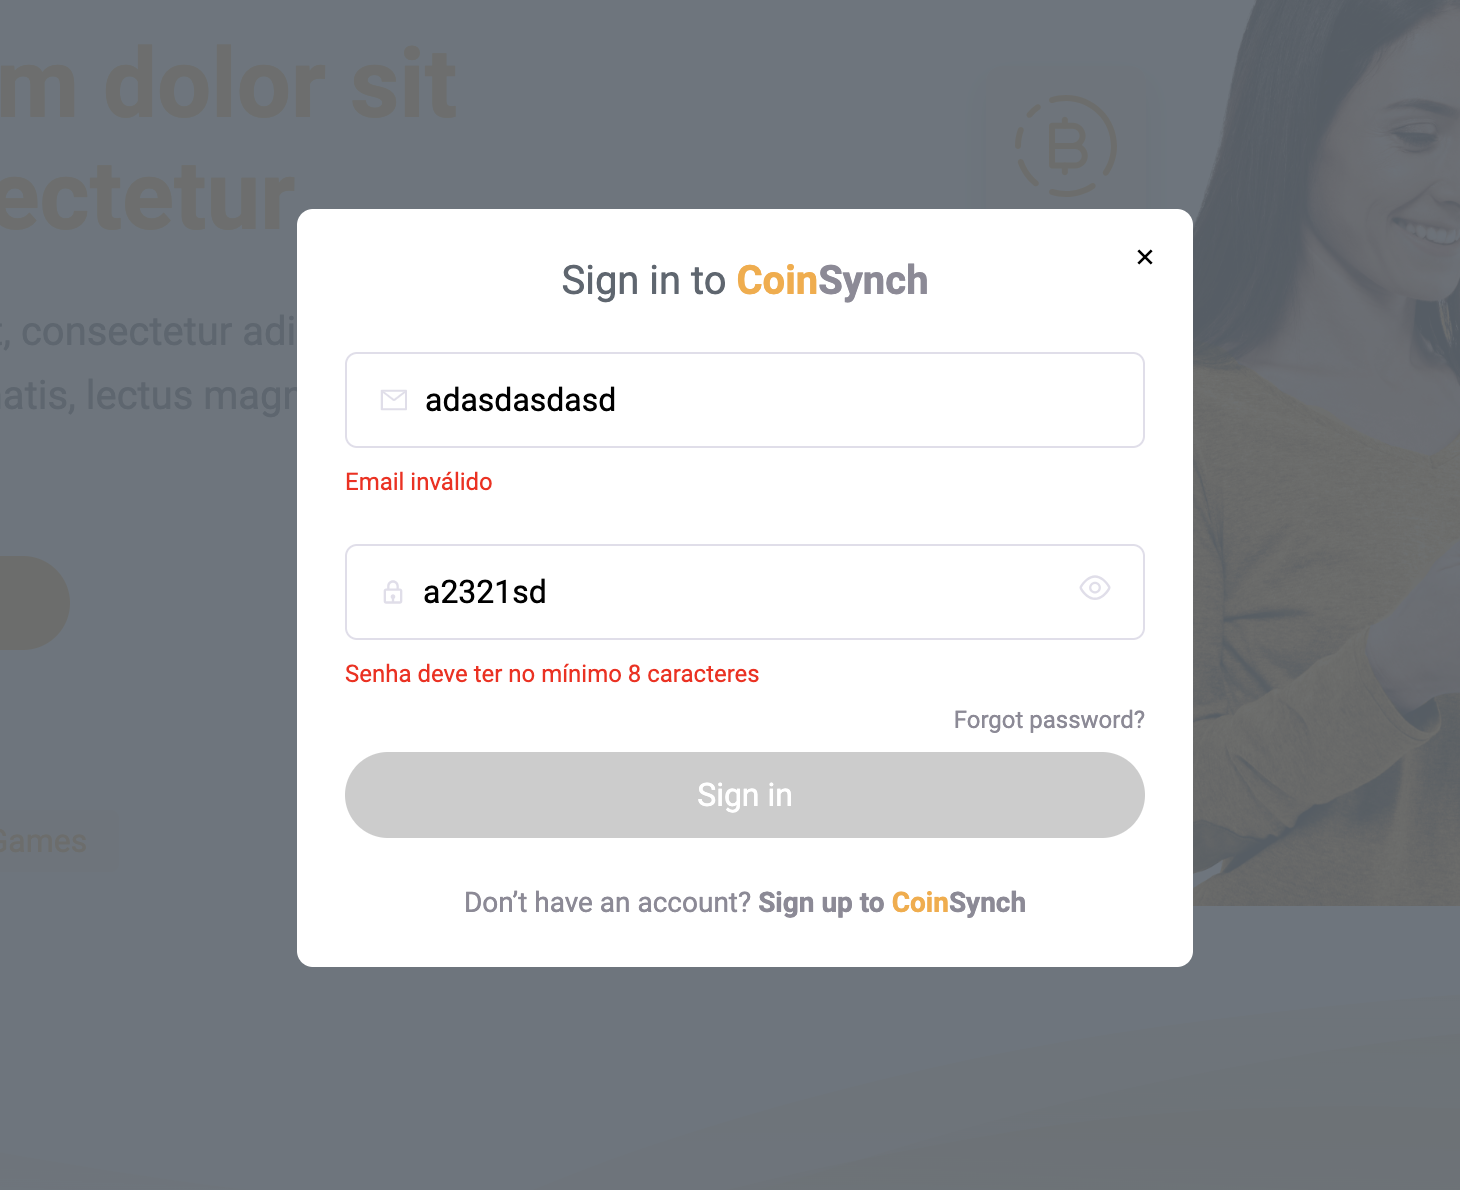 m dolor sit
ectetur
, consectetur adi
atis, lectus magn
Games
Sign in to CoinSynch
adasdasdasd
Email inválido
a2321sd
Senha deve ter no mínimo 8 caracteres
Forgot password?
Sign in
Don’t have an account? Sign up to CoinSynch